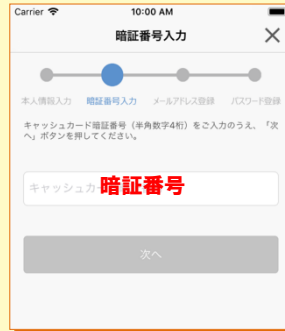 Carrier 10:00 AM
暗証番号入力
本人情報入力 暗証番号入力 メールアドレス登録 パスワード登録
キャッシュカード暗証番号（半角数字4桁）をご入力のうえ、「次
へ」ボタンを押してください。
キャッシュカ 暗証番号
次へ